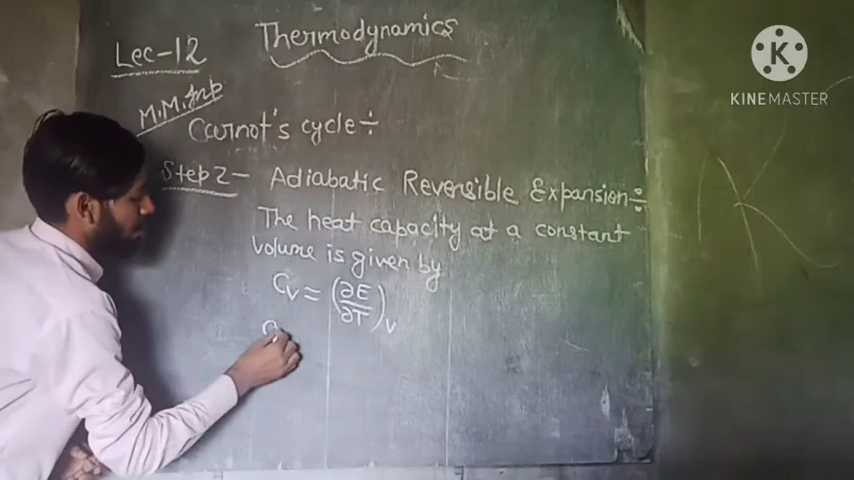 Lec-12 Thermodynamics
M.M.Imp
Carnot's cycle÷
Step 2- Adiabatic Reversible Expansion÷
The heat capacity at a constant
volume is given by
Cv = (∂E/∂T)v
K
KINEMASTER